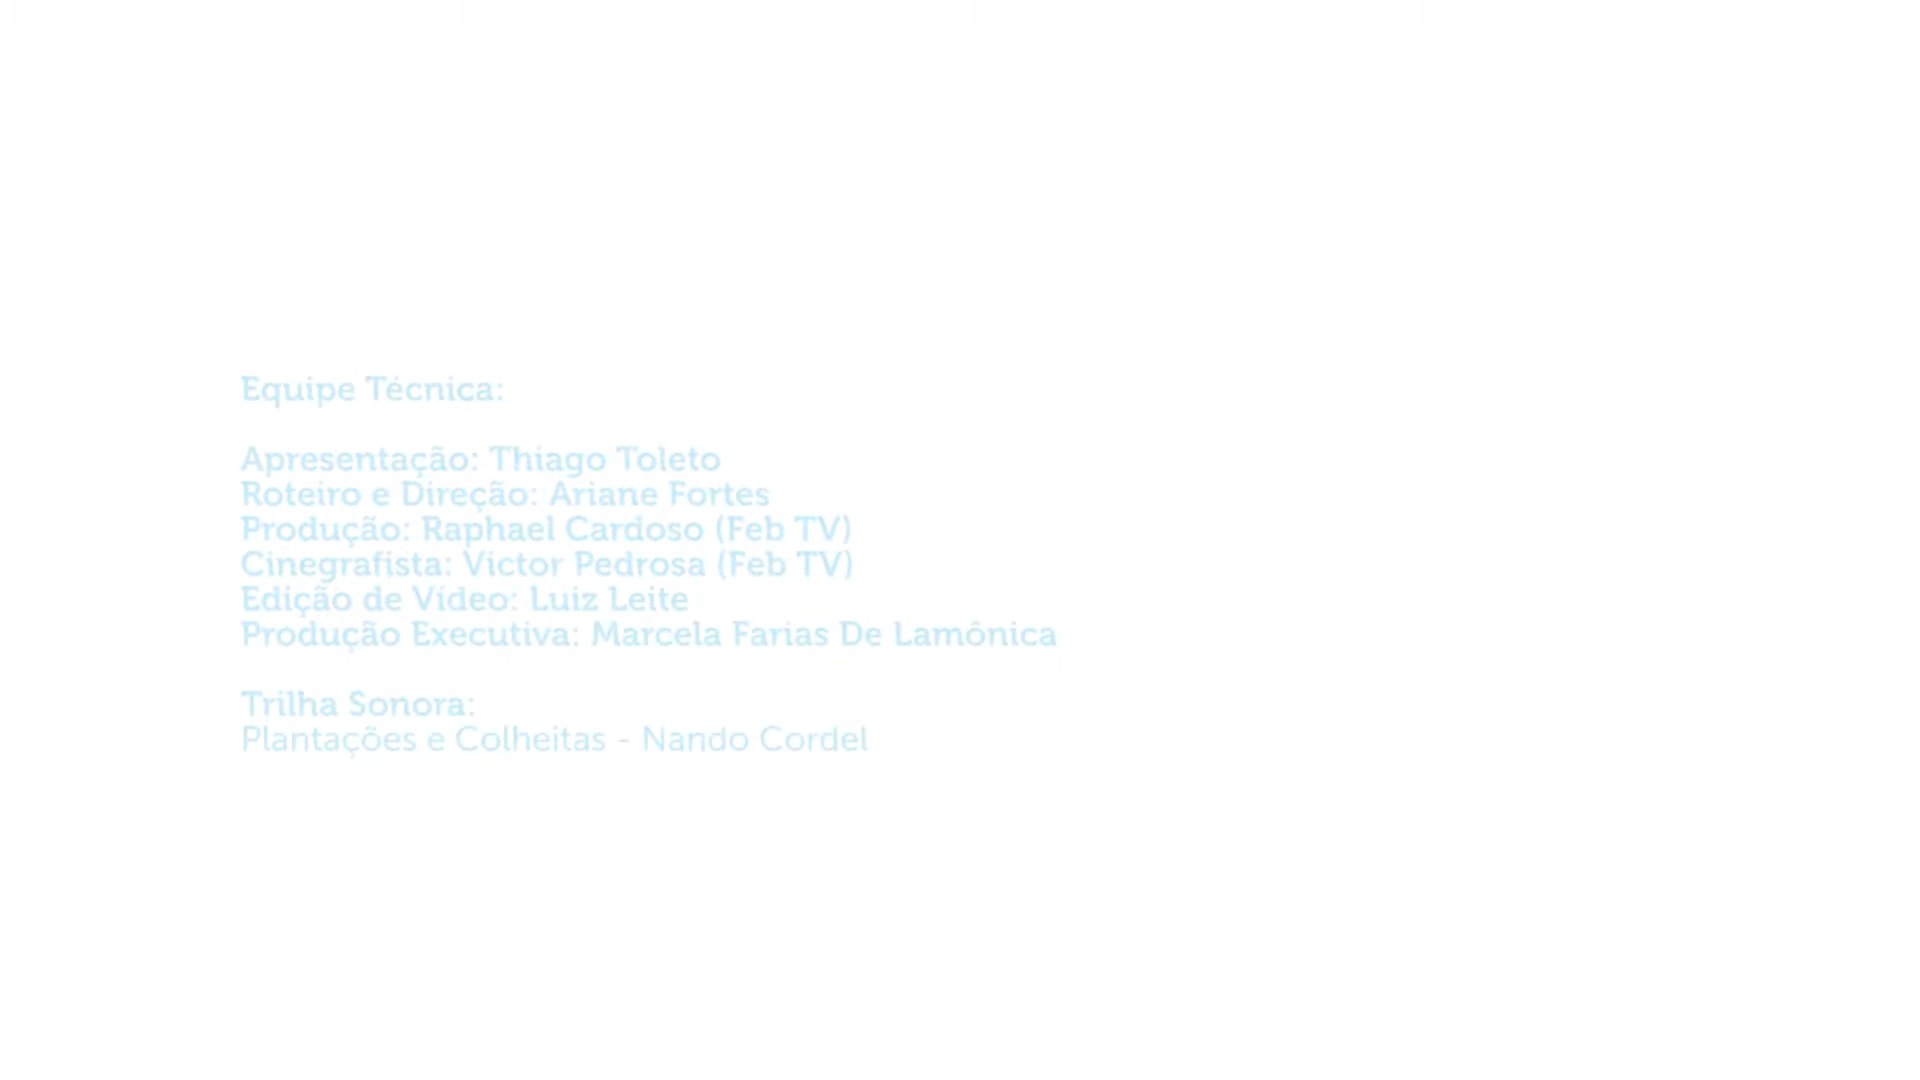 Equipe Técnica:
Apresentação: Thiago Toleto
Roteiro e Direção: Ariane Fortes
Produção: Raphael Cardoso (Feb TV)
Cinegrafista: Victor Pedrosa (Feb TV)
Edição de Vídeo: Luiz Leite
Produção Executiva: Marcela Farias De Lamônica
Trilha Sonora:
Plantações e Colheitas - Nando Cordel